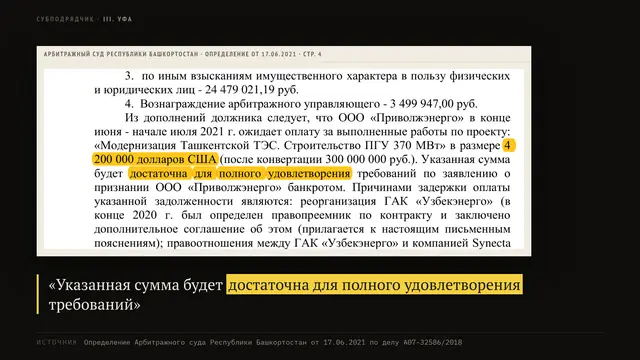 СУБПОДРЯДЧИК · III. УФА
АРБИТРАЖНЫЙ СУД РЕСПУБЛИКИ БАШКОРТОСТАН · ОПРЕДЕЛЕНИЕ ОТ 17.06.2021 · СТР. 4
3. по иным взысканиям имущественного характера в пользу физических
и юридических лиц - 24 479 021,19 руб.
4. Вознаграждение арбитражного управляющего - 3 499 947,00 руб.
Из дополнений должника следует, что ООО «Приволжэнерго» в конце
июня - начале июля 2021 г. ожидает оплату за выполненные работы по проекту:
«Модернизация Ташкентской ТЭС. Строительство ПГУ 370 МВт» в размере 4
200 000 долларов США (после конвертации 300 000 000 руб.). Указанная сумма
будет достаточна для полного удовлетворения требований по заявлению о
признании ООО «Приволжэнерго» банкротом. Причинами задержки оплаты
указанной задолженности являются: реорганизация ГАК «Узбекэнерго» (в
конце 2020 г. был определен правопреемник по контракту и заключено
дополнительное соглашение об этом (прилагается к настоящим письменным
пояснениям); правоотношения между ГАК «Узбекэнерго» и компанией Synecta
«Указанная сумма будет достаточна для полного удовлетворения
требований»
ИСТОЧНИК Определение Арбитражного суда Республики Башкортостан от 17.06.2021 по делу А07-32586/2018